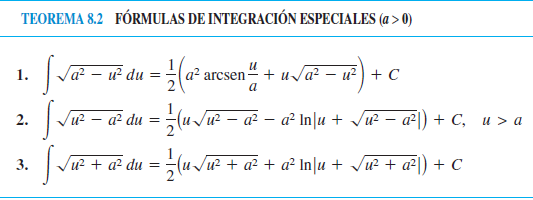 TEOREMA 8.2 FÓRMULAS DE INTEGRACIÓN ESPECIALES (a > 0)
1. ∫ √(a² − u²) du = 1/2 (a² arcsen u/a + u√(a² − u²)) + C
2. ∫ √(u² − a²) du = 1/2 (u√(u² − a²) − a² ln|u + √(u² − a²)|) + C, u > a
3. ∫ √(u² + a²) du = 1/2 (u√(u² + a²) + a² ln|u + √(u² + a²)|) + C